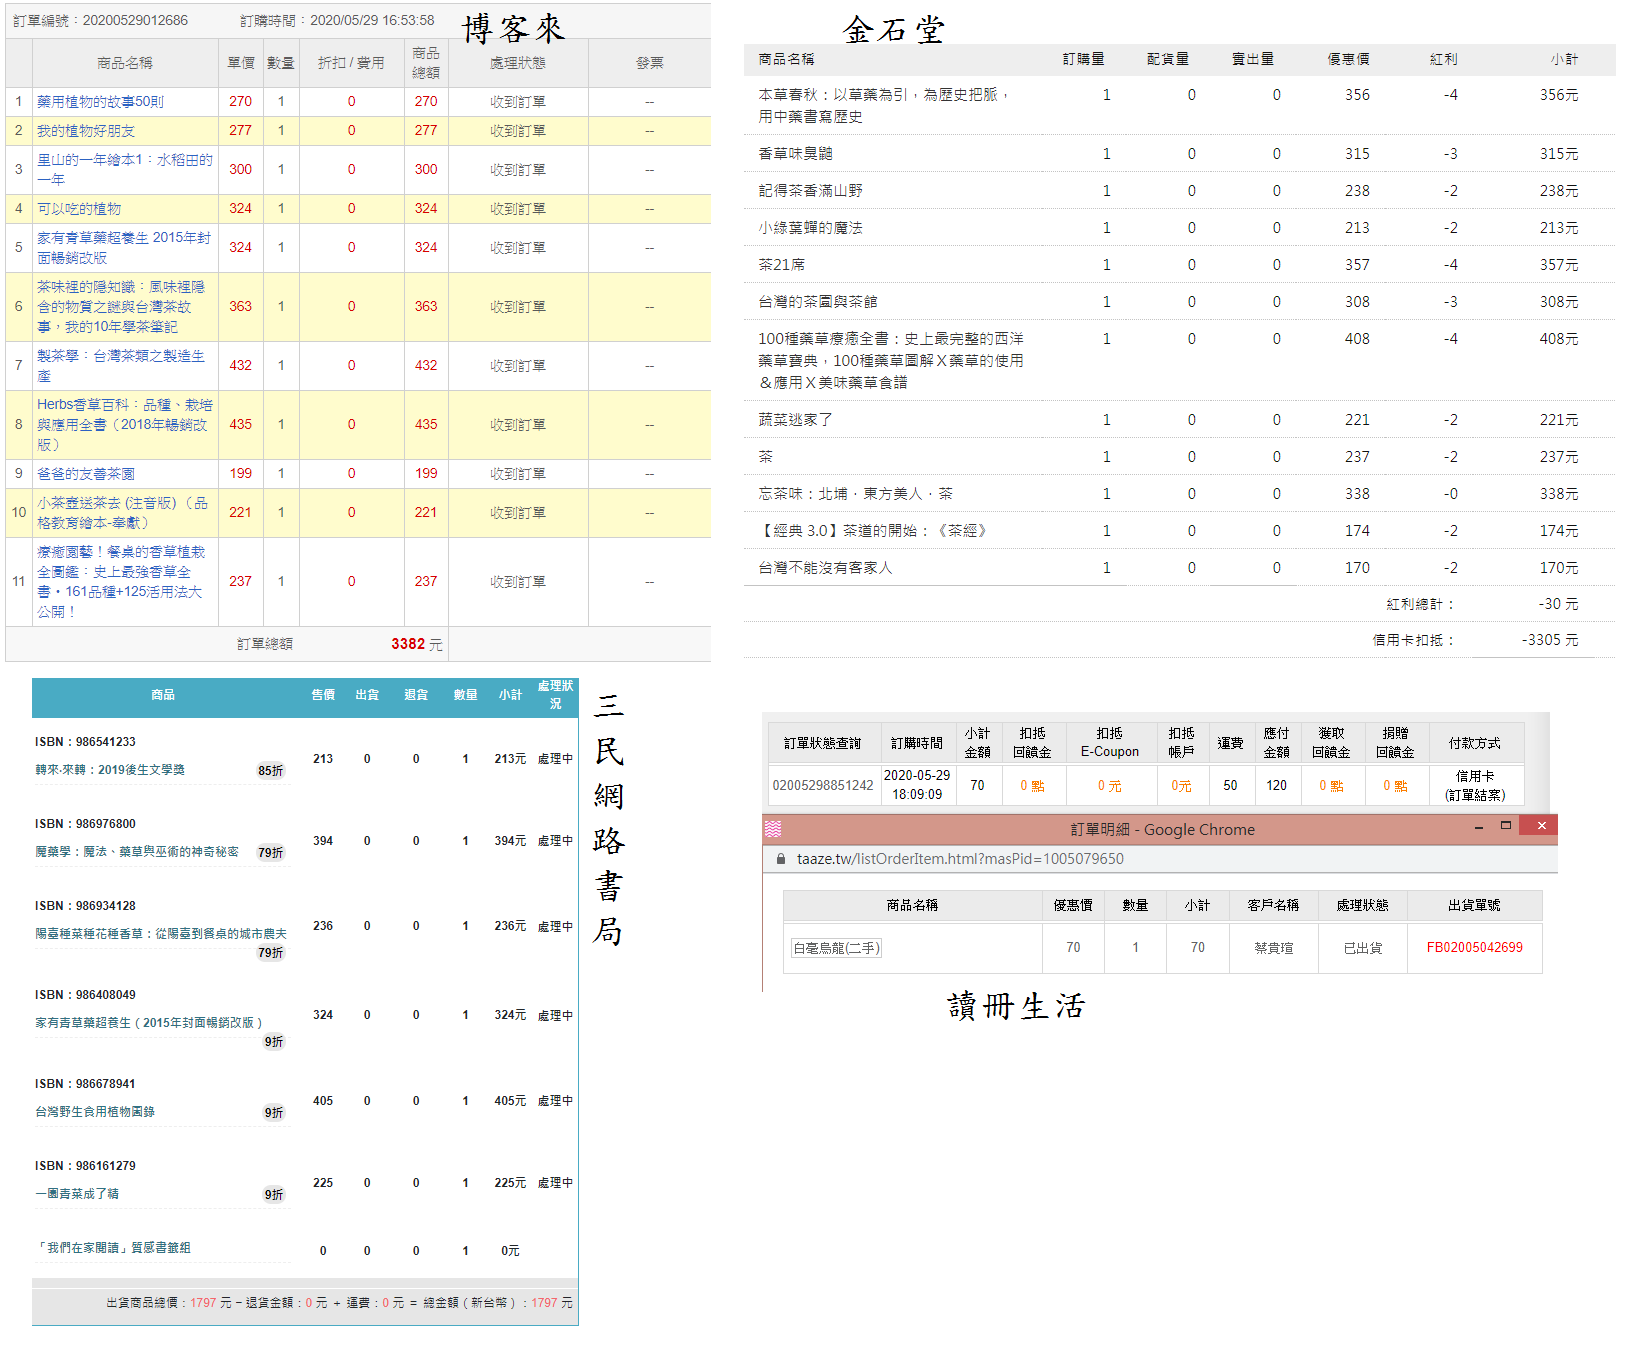 訂單編號：20200529012686 訂購時間：2020/05/29 16:53:58
博客來
商品名稱 單價 數量 折扣 / 費用 商品總額 處理狀態 發票
1 藥用植物的故事50則 270 1 0 270 收到訂單 --
2 我的植物好朋友 277 1 0 277 收到訂單 --
3 里山的一年繪本1：水稻田的
一年 300 1 0 300 收到訂單 --
4 可以吃的植物 324 1 0 324 收到訂單 --
5 家有青草藥超養生 2015年封
面暢銷改版 324 1 0 324 收到訂單 --
6 茶味裡的隱知識：風味裡隱
含的物質之謎與台灣茶故
事，我的10年學茶筆記 363 1 0 363 收到訂單 --
7 製茶學：台灣茶類之製造生
產 432 1 0 432 收到訂單 --
8 Herbs香草百科：品種、栽培
與應用全書（2018年暢銷改
版） 435 1 0 435 收到訂單 --
9 爸爸的友善茶園 199 1 0 199 收到訂單 --
10 小茶壺送茶去 (注音版) （品
格教育繪本-奉獻） 221 1 0 221 收到訂單 --
11 療癒園藝！餐桌的香草植栽
全圖鑑：史上最強香草全
書‧161品種+125活用法大
公開！ 237 1 0 237 收到訂單 --
訂單總額 3382 元
金石堂
商品名稱 訂購量 配貨量 賣出量 優惠價 紅利 小計
本草春秋：以草藥為引，為歷史把脈，
用中藥書寫歷史 1 0 0 356 -4 356元
香草味臭鼬 1 0 0 315 -3 315元
記得茶香滿山野 1 0 0 238 -2 238元
小綠葉蟬的魔法 1 0 0 213 -2 213元
茶21席 1 0 0 357 -4 357元
台灣的茶園與茶館 1 0 0 308 -3 308元
100種藥草療癒全書：史上最完整的西洋
藥草寶典，100種藥草圖解Ｘ藥草的使用
＆應用Ｘ美味藥草食譜 1 0 0 408 -4 408元
蔬菜逃家了 1 0 0 221 -2 221元
茶 1 0 0 237 -2 237元
忘茶味：北埔．東方美人．茶 1 0 0 338 -0 338元
【經典 3.0】茶道的開始：《茶經》 1 0 0 174 -2 174元
台灣不能沒有客家人 1 0 0 170 -2 170元
紅利總計： -30 元
信用卡扣抵： -3305 元
商品 售價 出貨 退貨 數量 小計 處理狀況
ISBN：986541233
轉來‧來轉：2019後生文學獎 85折 213 0 0 1 213元 處理中
ISBN：986976800
魔藥學：魔法、藥草與巫術的神奇秘密 79折 394 0 0 1 394元 處理中
ISBN：986934128
陽臺種菜種花種香草：從陽臺到餐桌的城市農夫
79折 236 0 0 1 236元 處理中
ISBN：986408049
家有青草藥超養生（2015年封面暢銷改版）
9折 324 0 0 1 324元 處理中
ISBN：986678941
台灣野生食用植物圖錄 9折 405 0 0 1 405元 處理中
ISBN：986161279
一園青菜成了精 9折 225 0 0 1 225元 處理中
「我們在家閱讀」質感書籤組 0 0 0 1 0元
出貨商品總價：1797 元 − 退貨金額：0 元 + 運費：0 元 = 總金額（新台幣）：1797 元
三民網路書局
訂單狀態查詢 訂購時間 小計金額 扣抵回饋金 扣抵E-Coupon 扣抵帳戶 運費 應付金額 獲取回饋金 捐贈回饋金 付款方式
02005298851242 2020-05-29 18:09:09 70 0 點 0 元 0元 50 120 0 點 0 點 信用卡(訂單結案)
訂單明細 - Google Chrome
taaze.tw/listOrderItem.html?masPid=1005079650
商品名稱 優惠價 數量 小計 客戶名稱 處理狀態 出貨單號
白毫烏龍(二手) 70 1 70 蔡貴瑄 已出貨 FB02005042699
讀冊生活